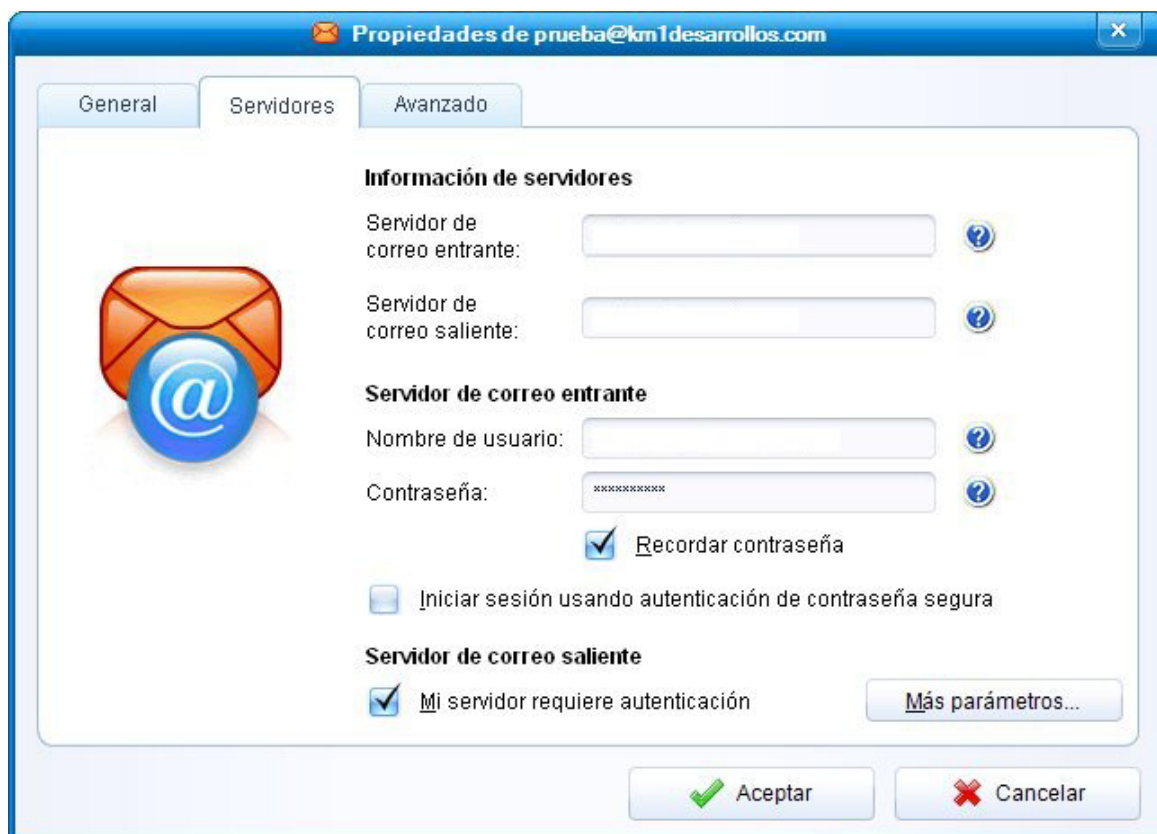 Propiedades de prueba@km1desarrollos.com
General
Servidores
Avanzado
Información de servidores
Servidor de
correo entrante:
Servidor de
correo saliente:
Servidor de correo entrante
Nombre de usuario:
Contraseña: **********
Recordar contraseña
Iniciar sesión usando autenticación de contraseña segura
Servidor de correo saliente
Mi servidor requiere autenticación
Más parámetros...
Aceptar
Cancelar